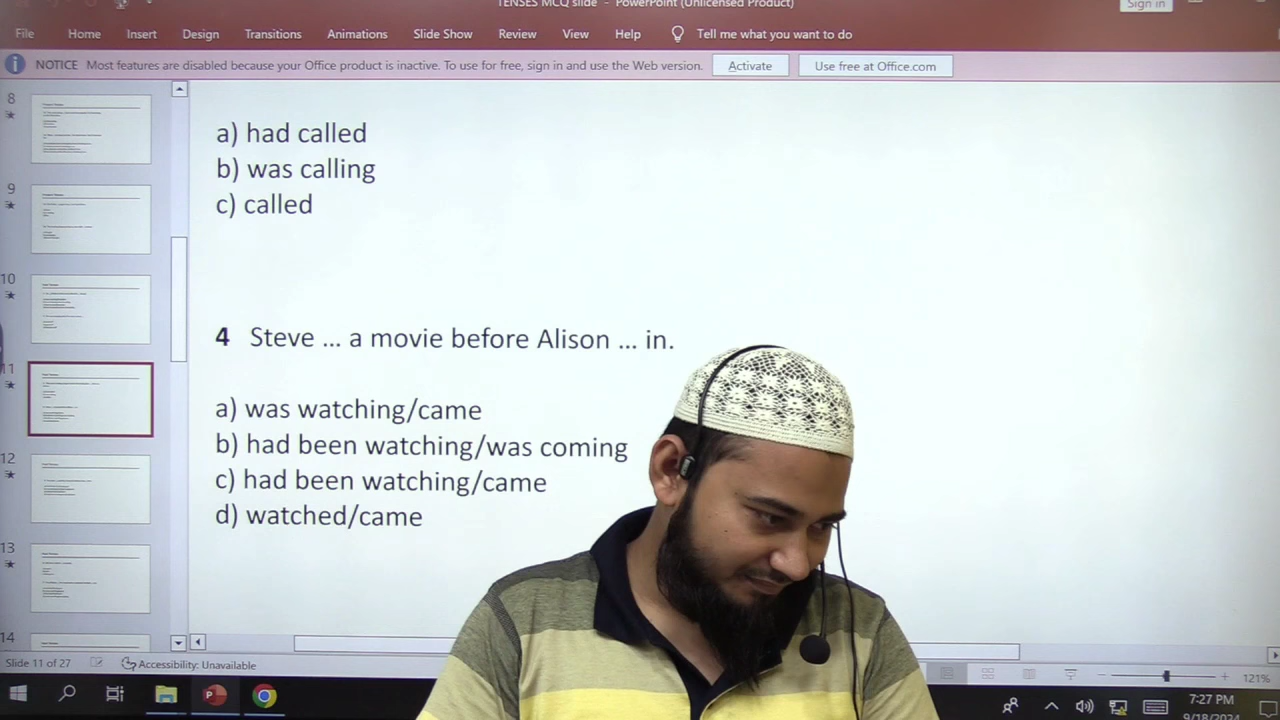 TENSES MCQ slide - PowerPoint (Unlicensed Product)
Sign in
File Home Insert Design Transitions Animations Slide Show Review View Help Tell me what you want to do
NOTICE Most features are disabled because your Office product is inactive. To use for free, sign in and use the Web version. Activate Use free at Office.com
8
9
10
11
12
13
14
a) had called
b) was calling
c) called
4 Steve ... a movie before Alison ... in.
a) was watching/came
b) had been watching/was coming
c) had been watching/came
d) watched/came
Slide 11 of 27 Accessibility: Unavailable
121%
7:27 PM